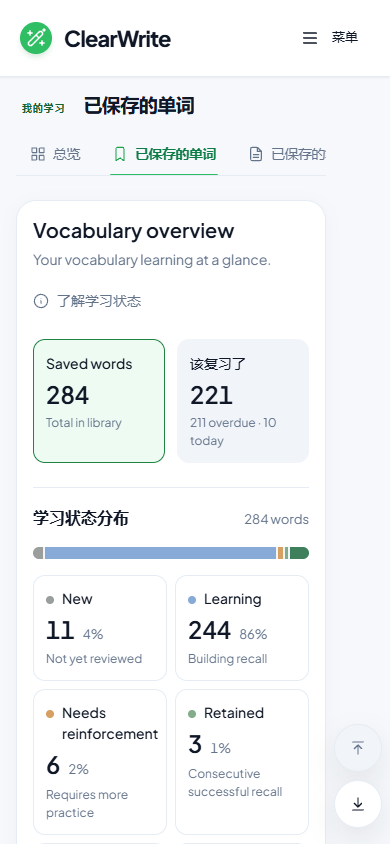 ClearWrite
菜单
我的学习 已保存的单词
总览 已保存的单词 已保存的
Vocabulary overview
Your vocabulary learning at a glance.
了解学习状态
Saved words
284
Total in library
该复习了
221
211 overdue · 10
today
学习状态分布
284 words
New
11 4%
Not yet reviewed
Learning
244 86%
Building recall
Needs
reinforcement
6 2%
Requires more
practice
Retained
3 1%
Consecutive
successful recall